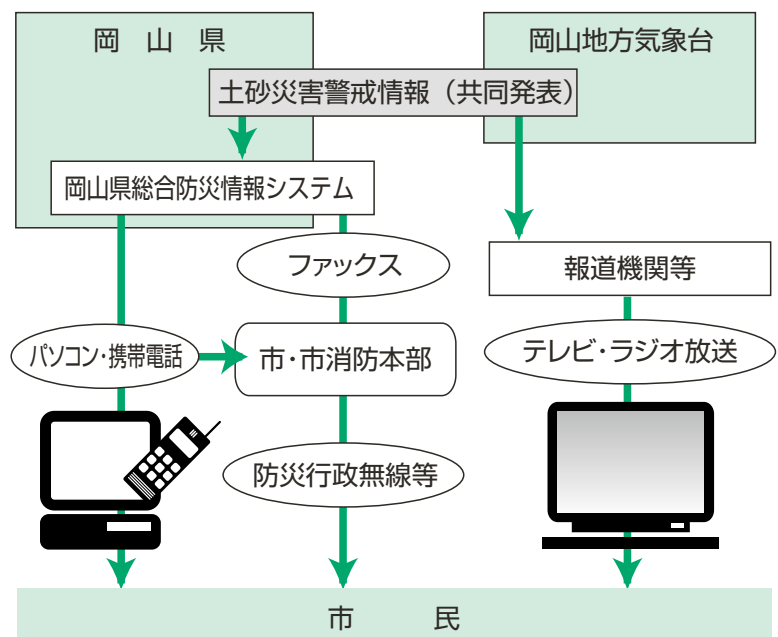 岡　山　県
岡山地方気象台
土砂災害警戒情報（共同発表）
岡山県総合防災情報システム
ファックス
報道機関等
パソコン・携帯電話
市・市消防本部
テレビ・ラジオ放送
防災行政無線等
市　　　民